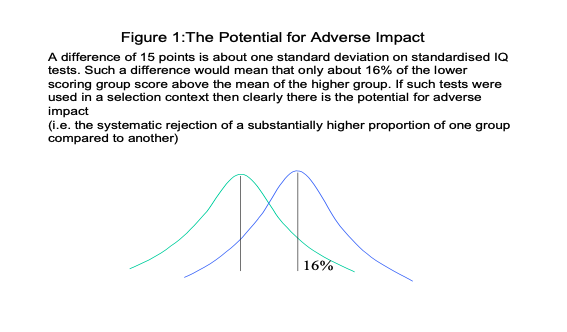 Figure 1:The Potential for Adverse Impact
A difference of 15 points is about one standard deviation on standardised IQ
tests. Such a difference would mean that only about 16% of the lower
scoring group score above the mean of the higher group. If such tests were
used in a selection context then clearly there is the potential for adverse
impact
(i.e. the systematic rejection of a substantially higher proportion of one group
compared to another)
16%